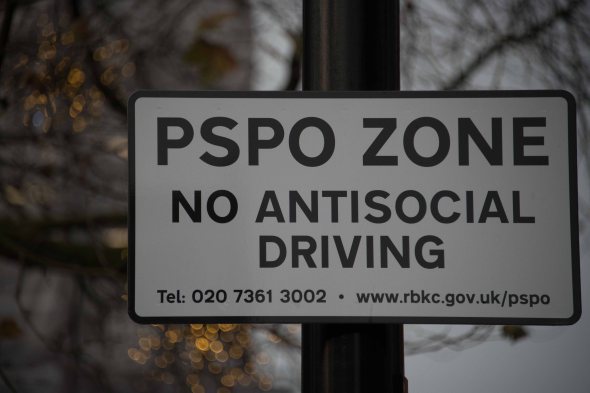 PSPO ZONE
NO ANTISOCIAL
DRIVING
Tel: 020 7361 3002 • www.rbkc.gov.uk/pspo